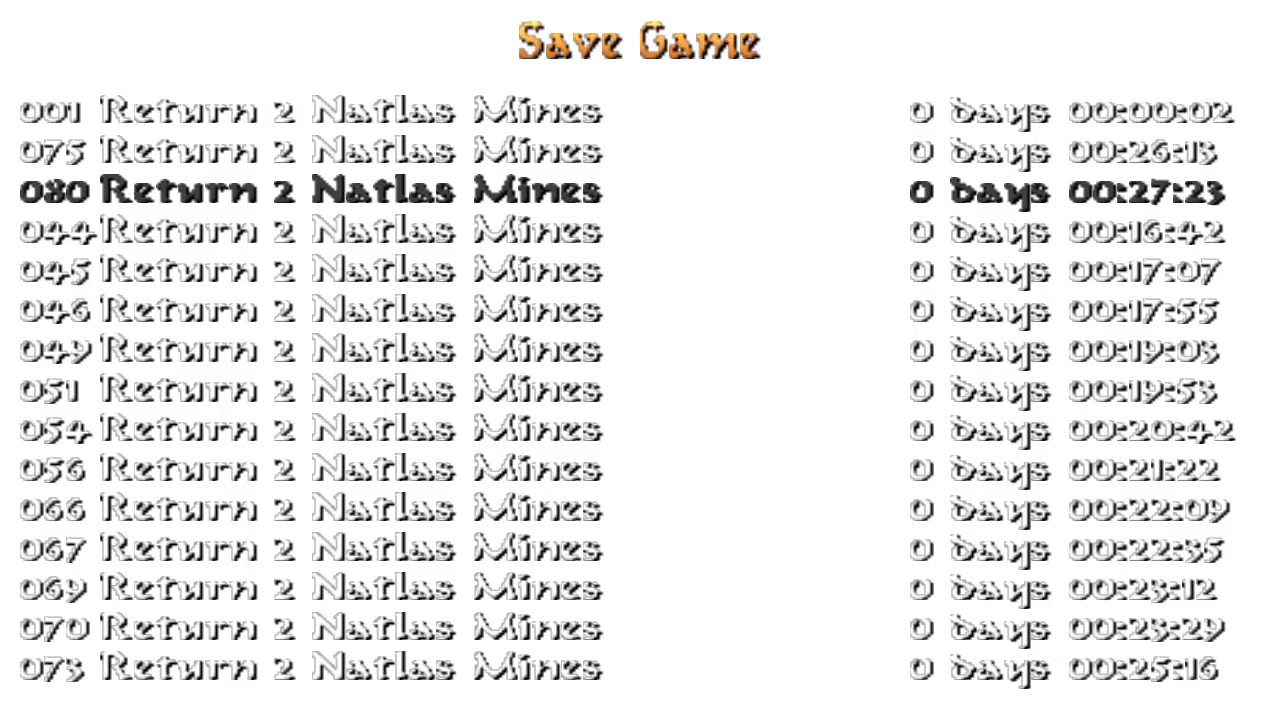 Save Game
001 Return 2 Natlas Mines 0 days 00:00:02
075 Return 2 Natlas Mines 0 days 00:26:13
080 Return 2 Natlas Mines 0 days 00:27:23
044 Return 2 Natlas Mines 0 days 00:16:42
045 Return 2 Natlas Mines 0 days 00:17:07
046 Return 2 Natlas Mines 0 days 00:17:55
049 Return 2 Natlas Mines 0 days 00:19:03
051 Return 2 Natlas Mines 0 days 00:19:53
054 Return 2 Natlas Mines 0 days 00:20:42
056 Return 2 Natlas Mines 0 days 00:21:22
066 Return 2 Natlas Mines 0 days 00:22:09
067 Return 2 Natlas Mines 0 days 00:22:35
069 Return 2 Natlas Mines 0 days 00:23:12
070 Return 2 Natlas Mines 0 days 00:23:29
073 Return 2 Natlas Mines 0 days 00:25:16